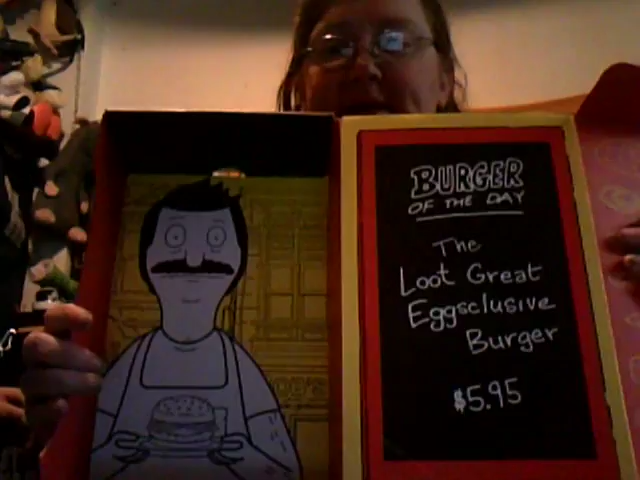 BURGER
OF THE DAY
The
Loot Great
Eggsclusive
Burger
$5.95